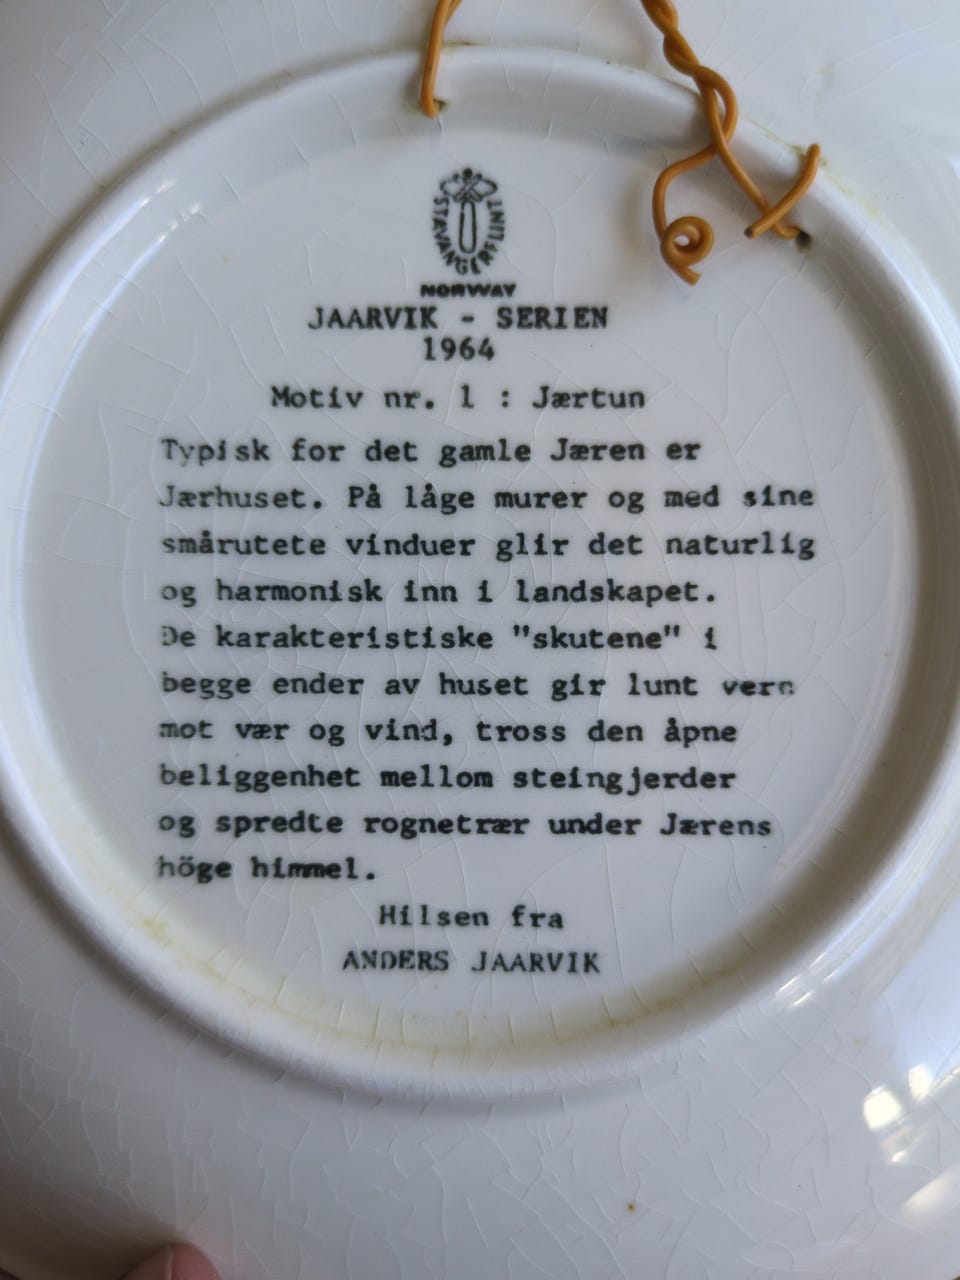 STAVANGERFLINT
NORWAY
JAARVIK - SERIEN
1964
Motiv nr. 1 : Jærtun
Typisk for det gamle Jæren er
Jærhuset. På låge murer og med sine
smårutete vinduer glir det naturlig
og harmonisk inn i landskapet.
De karakteristiske "skutene" i
begge ender av huset gir lunt vern
mot vær og vind, tross den åpne
beliggenhet mellom steingjerder
og spredte rognetrær under Jærens
höge himmel.
Hilsen fra
ANDERS JAARVIK